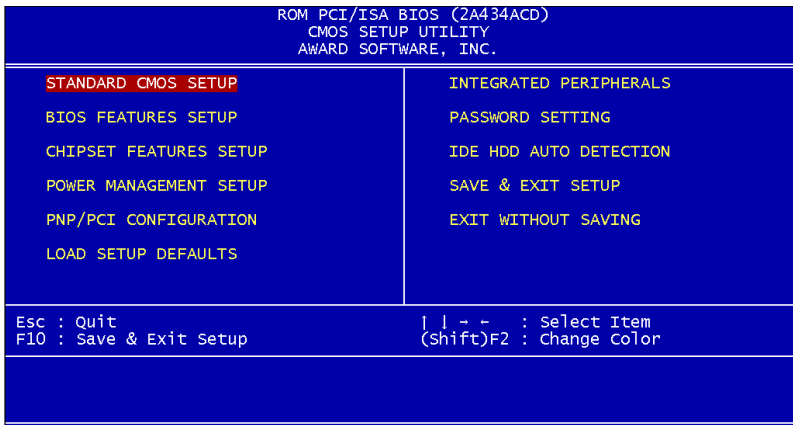 ROM PCI/ISA BIOS (2A434ACD)
CMOS SETUP UTILITY
AWARD SOFTWARE, INC.
STANDARD CMOS SETUP
BIOS FEATURES SETUP
CHIPSET FEATURES SETUP
POWER MANAGEMENT SETUP
PNP/PCI CONFIGURATION
LOAD SETUP DEFAULTS
INTEGRATED PERIPHERALS
PASSWORD SETTING
IDE HDD AUTO DETECTION
SAVE & EXIT SETUP
EXIT WITHOUT SAVING
Esc : Quit
F10 : Save & Exit Setup
↑ ↓ → ← : Select Item
(Shift)F2 : Change Color